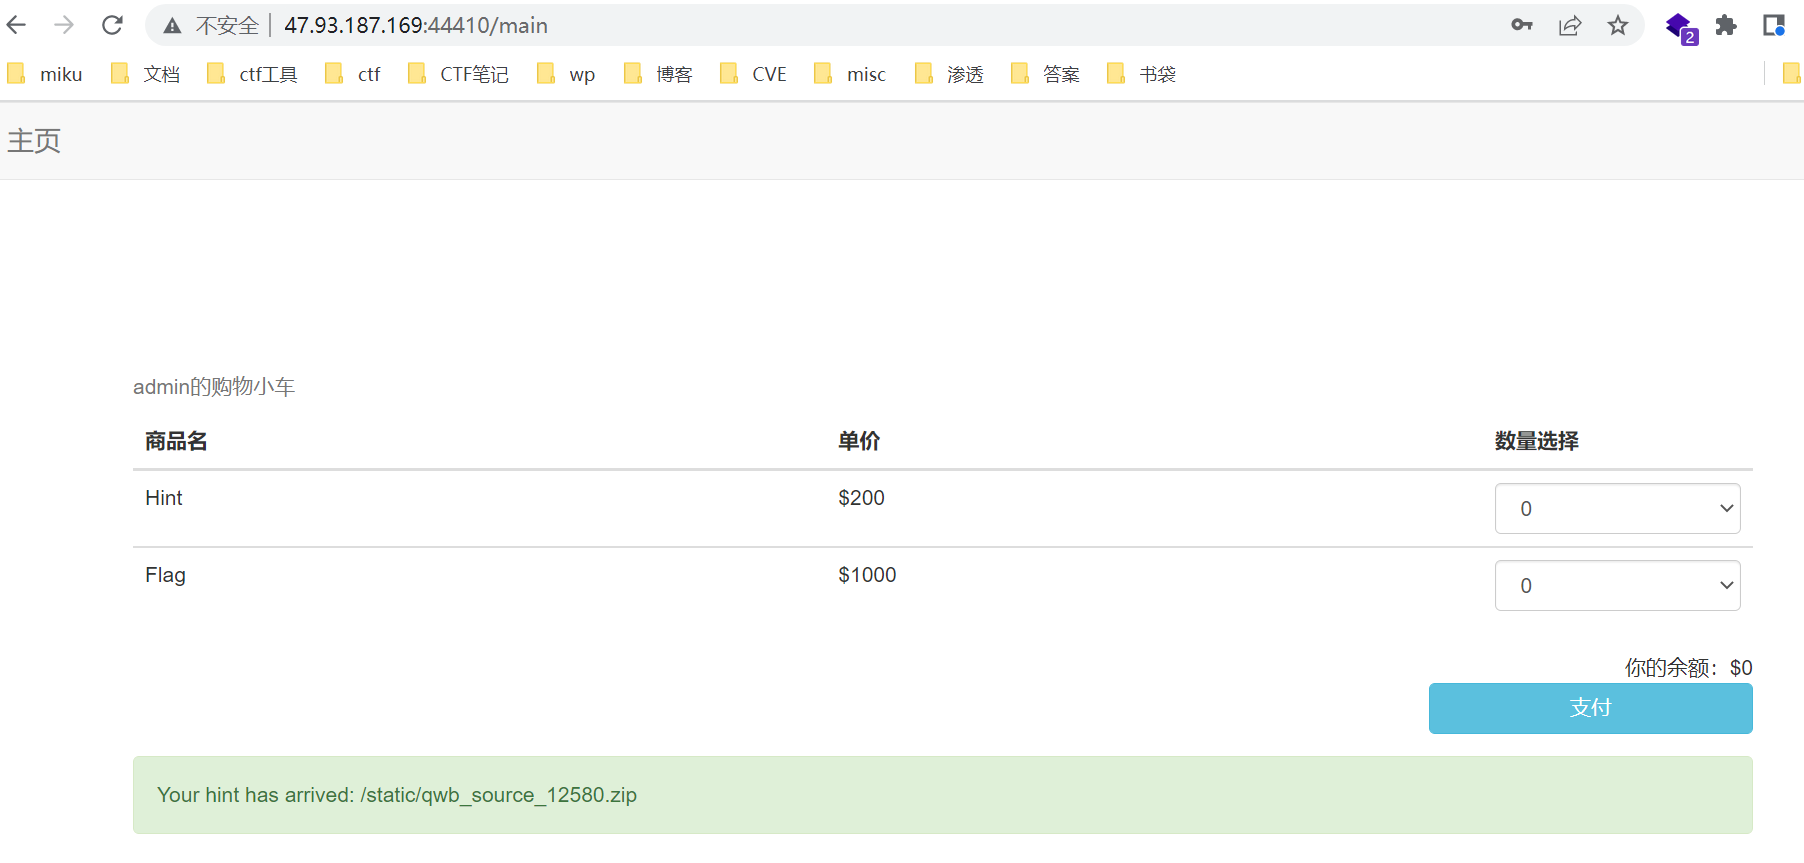 不安全 47.93.187.169:44410/main
2
miku 文档 ctf工具 ctf CTF笔记 wp 博客 CVE misc 渗透 答案 书袋
主页
admin的购物小车
商品名 单价 数量选择
Hint $200 0
Flag $1000 0
你的余额：$0
支付
Your hint has arrived: /static/qwb_source_12580.zip